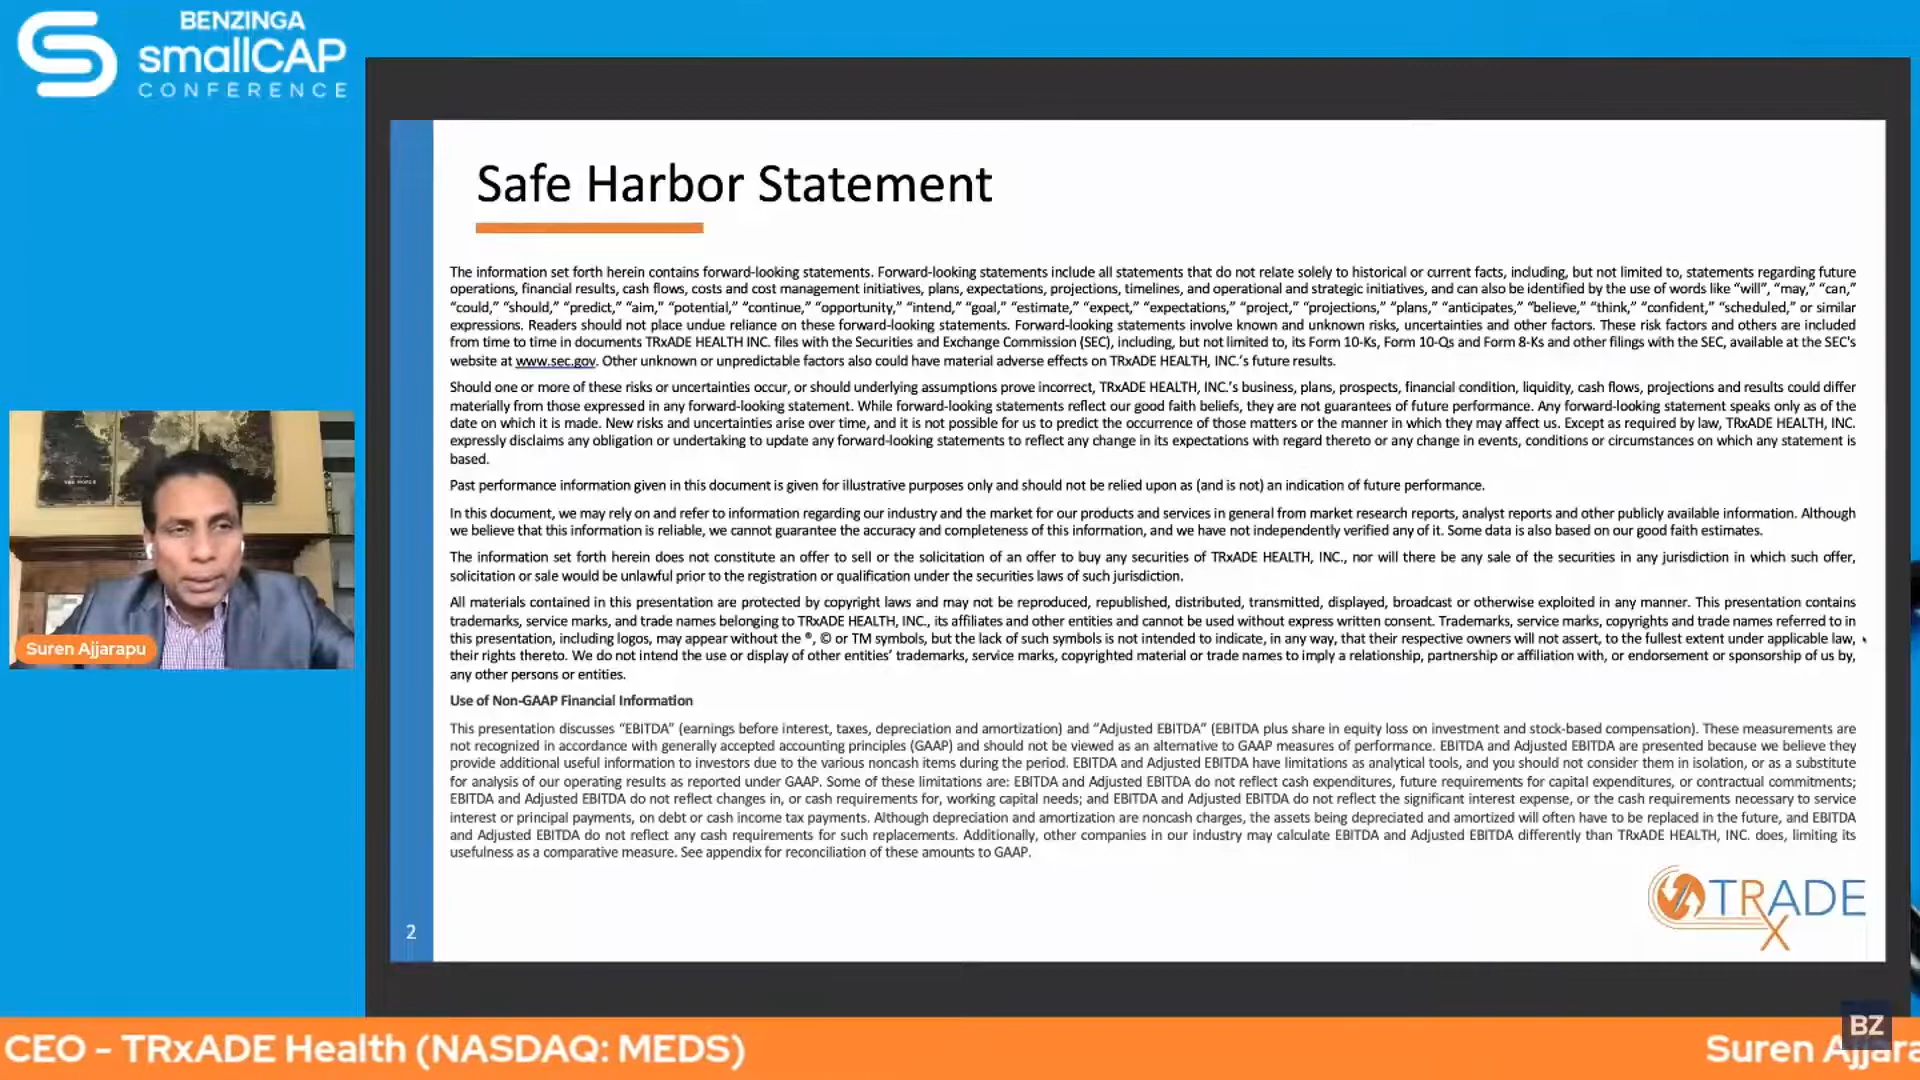 BENZINGA
smallCAP
CONFERENCE
Safe Harbor Statement
The information set forth herein contains forward-looking statements. Forward-looking statements include all statements that do not relate solely to historical or current facts, including, but not limited to, statements regarding future
operations, financial results, cash flows, costs and cost management initiatives, plans, expectations, projections, timelines, and operational and strategic initiatives, and can also be identified by the use of words like “will”, “may,” “can,”
“could,” “should,” “predict,” “aim,” “potential,” “continue,” “opportunity,” “intend,” “goal,” “estimate,” “expect,” “expectations,” “project,” “projections,” “plans,” “anticipates,” “believe,” “think,” “confident,” “scheduled,” or similar
expressions. Readers should not place undue reliance on these forward-looking statements. Forward-looking statements involve known and unknown risks, uncertainties and other factors. These risk factors and others are included
from time to time in documents TRxADE HEALTH INC. files with the Securities and Exchange Commission (SEC), including, but not limited to, its Form 10-Ks, Form 10-Qs and Form 8-Ks and other filings with the SEC, available at the SEC's
website at www.sec.gov. Other unknown or unpredictable factors also could have material adverse effects on TRxADE HEALTH, INC.’s future results.
Should one or more of these risks or uncertainties occur, or should underlying assumptions prove incorrect, TRxADE HEALTH, INC.’s business, plans, prospects, financial condition, liquidity, cash flows, projections and results could differ
materially from those expressed in any forward-looking statement. While forward-looking statements reflect our good faith beliefs, they are not guarantees of future performance. Any forward-looking statement speaks only as of the
date on which it is made. New risks and uncertainties arise over time, and it is not possible for us to predict the occurrence of those matters or the manner in which they may affect us. Except as required by law, TRxADE HEALTH, INC.
expressly disclaims any obligation or undertaking to update any forward-looking statements to reflect any change in its expectations with regard thereto or any change in events, conditions or circumstances on which any statement is
based.
Past performance information given in this document is given for illustrative purposes only and should not be relied upon as (and is not) an indication of future performance.
In this document, we may rely on and refer to information regarding our industry and the market for our products and services in general from market research reports, analyst reports and other publicly available information. Although
we believe that this information is reliable, we cannot guarantee the accuracy and completeness of this information, and we have not independently verified any of it. Some data is also based on our good faith estimates.
The information set forth herein does not constitute an offer to sell or the solicitation of an offer to buy any securities of TRxADE HEALTH, INC., nor will there be any sale of the securities in any jurisdiction in which such offer,
solicitation or sale would be unlawful prior to the registration or qualification under the securities laws of such jurisdiction.
All materials contained in this presentation are protected by copyright laws and may not be reproduced, republished, distributed, transmitted, displayed, broadcast or otherwise exploited in any manner. This presentation contains
trademarks, service marks, and trade names belonging to TRxADE HEALTH, INC., its affiliates and other entities and cannot be used without express written consent. Trademarks, service marks, copyrights and trade names referred to in
this presentation, including logos, may appear without the ®, © or TM symbols, but the lack of such symbols is not intended to indicate, in any way, that their respective owners will not assert, to the fullest extent under applicable law,
their rights thereto. We do not intend the use or display of other entities’ trademarks, service marks, copyrighted material or trade names to imply a relationship, partnership or affiliation with, or endorsement or sponsorship of us by,
any other persons or entities.
Use of Non-GAAP Financial Information
This presentation discusses “EBITDA” (earnings before interest, taxes, depreciation and amortization) and “Adjusted EBITDA” (EBITDA plus share in equity loss on investment and stock-based compensation). These measurements are
not recognized in accordance with generally accepted accounting principles (GAAP) and should not be viewed as an alternative to GAAP measures of performance. EBITDA and Adjusted EBITDA are presented because we believe they
provide additional useful information to investors due to the various noncash items during the period. EBITDA and Adjusted EBITDA have limitations as analytical tools, and you should not consider them in isolation, or as a substitute
for analysis of our operating results as reported under GAAP. Some of these limitations are: EBITDA and Adjusted EBITDA do not reflect cash expenditures, future requirements for capital expenditures, or contractual commitments;
EBITDA and Adjusted EBITDA do not reflect changes in, or cash requirements for, working capital needs; and EBITDA and Adjusted EBITDA do not reflect the significant interest expense, or the cash requirements necessary to service
interest or principal payments, on debt or cash income tax payments. Although depreciation and amortization are noncash charges, the assets being depreciated and amortized will often have to be replaced in the future, and EBITDA
and Adjusted EBITDA do not reflect any cash requirements for such replacements. Additionally, other companies in our industry may calculate EBITDA and Adjusted EBITDA differently than TRxADE HEALTH, INC. does, limiting its
usefulness as a comparative measure. See appendix for reconciliation of these amounts to GAAP.
TRxADE
2
Suren Ajjarapu
BZ
CEO - TRxADE Health (NASDAQ: MEDS)
Suren Ajjara